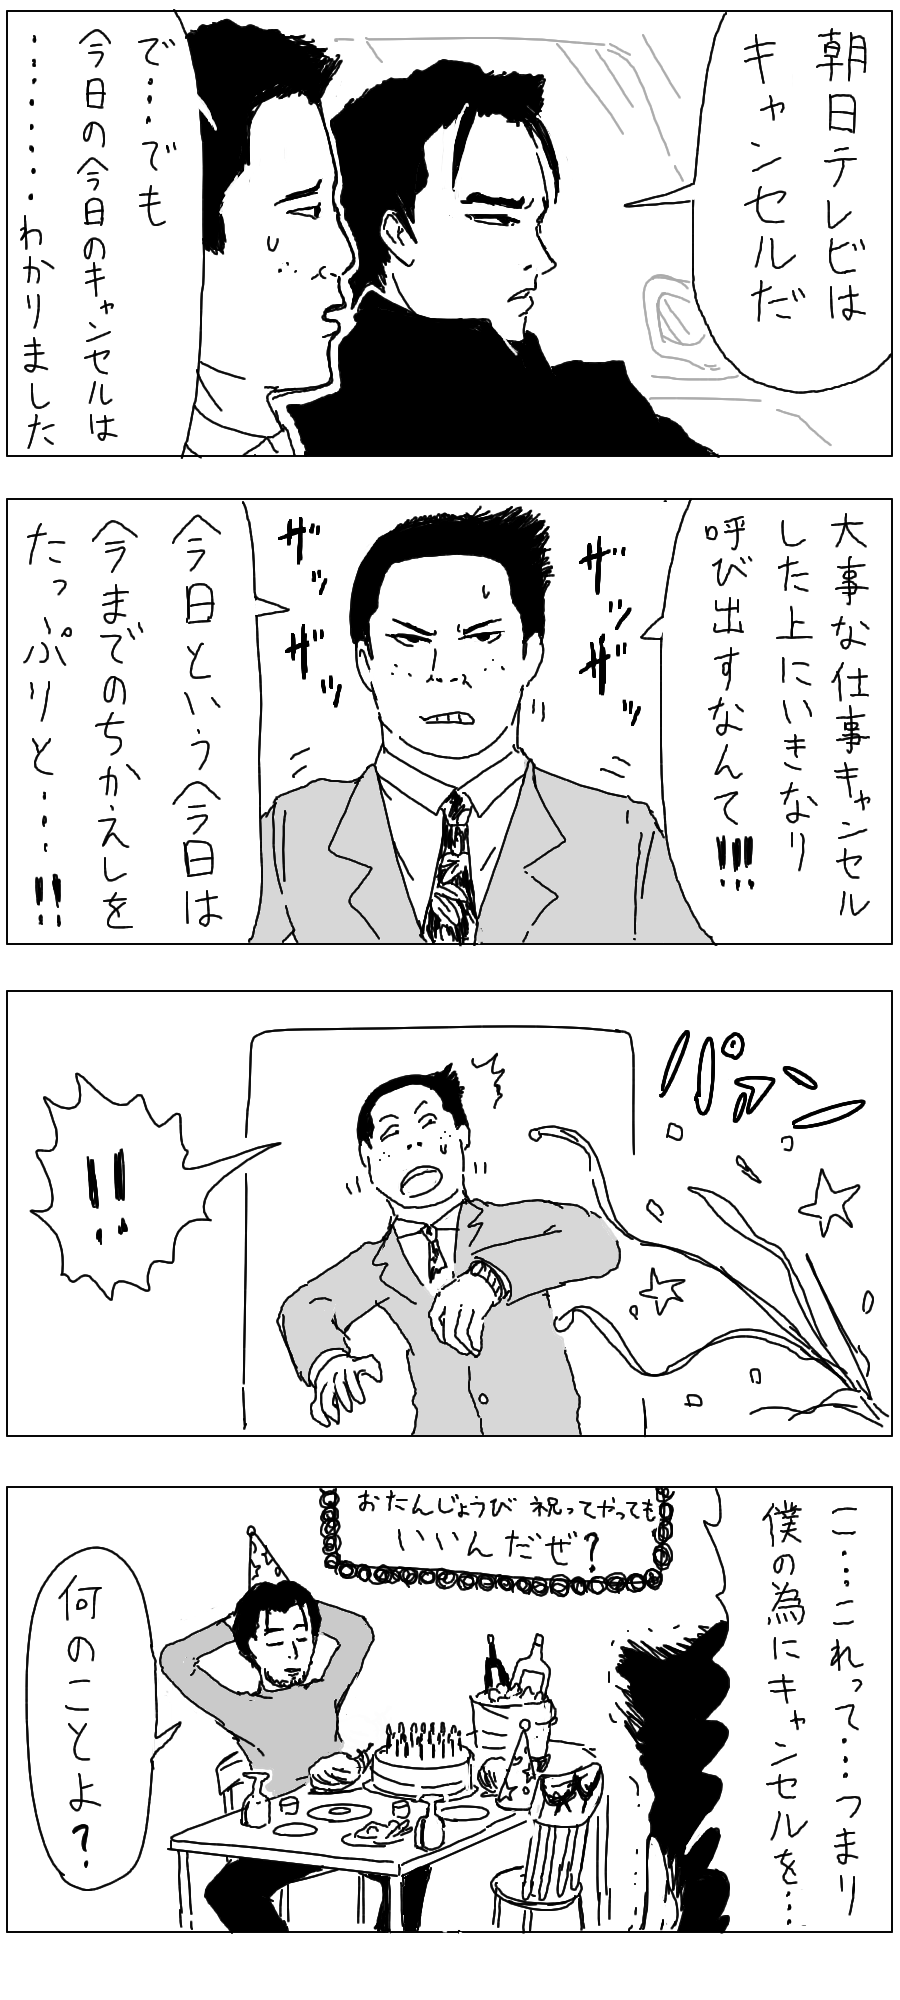 朝日テレビは
キャンセルだ
で…でも
今日の今日のキャンセルは
………わかりました
大事な仕事キャンセル
した上にいきなり
呼び出すなんて!!!
ザッ
ザッ
ザッ
ザッ
今日という今日は
今までのちかえしを
たっぷりと…!!
パァーン
!!
こ…これって…つまり
僕の為にキャンセルを…
おたんじょうび 祝ってやっても
いいんだぜ?
何のことよ?